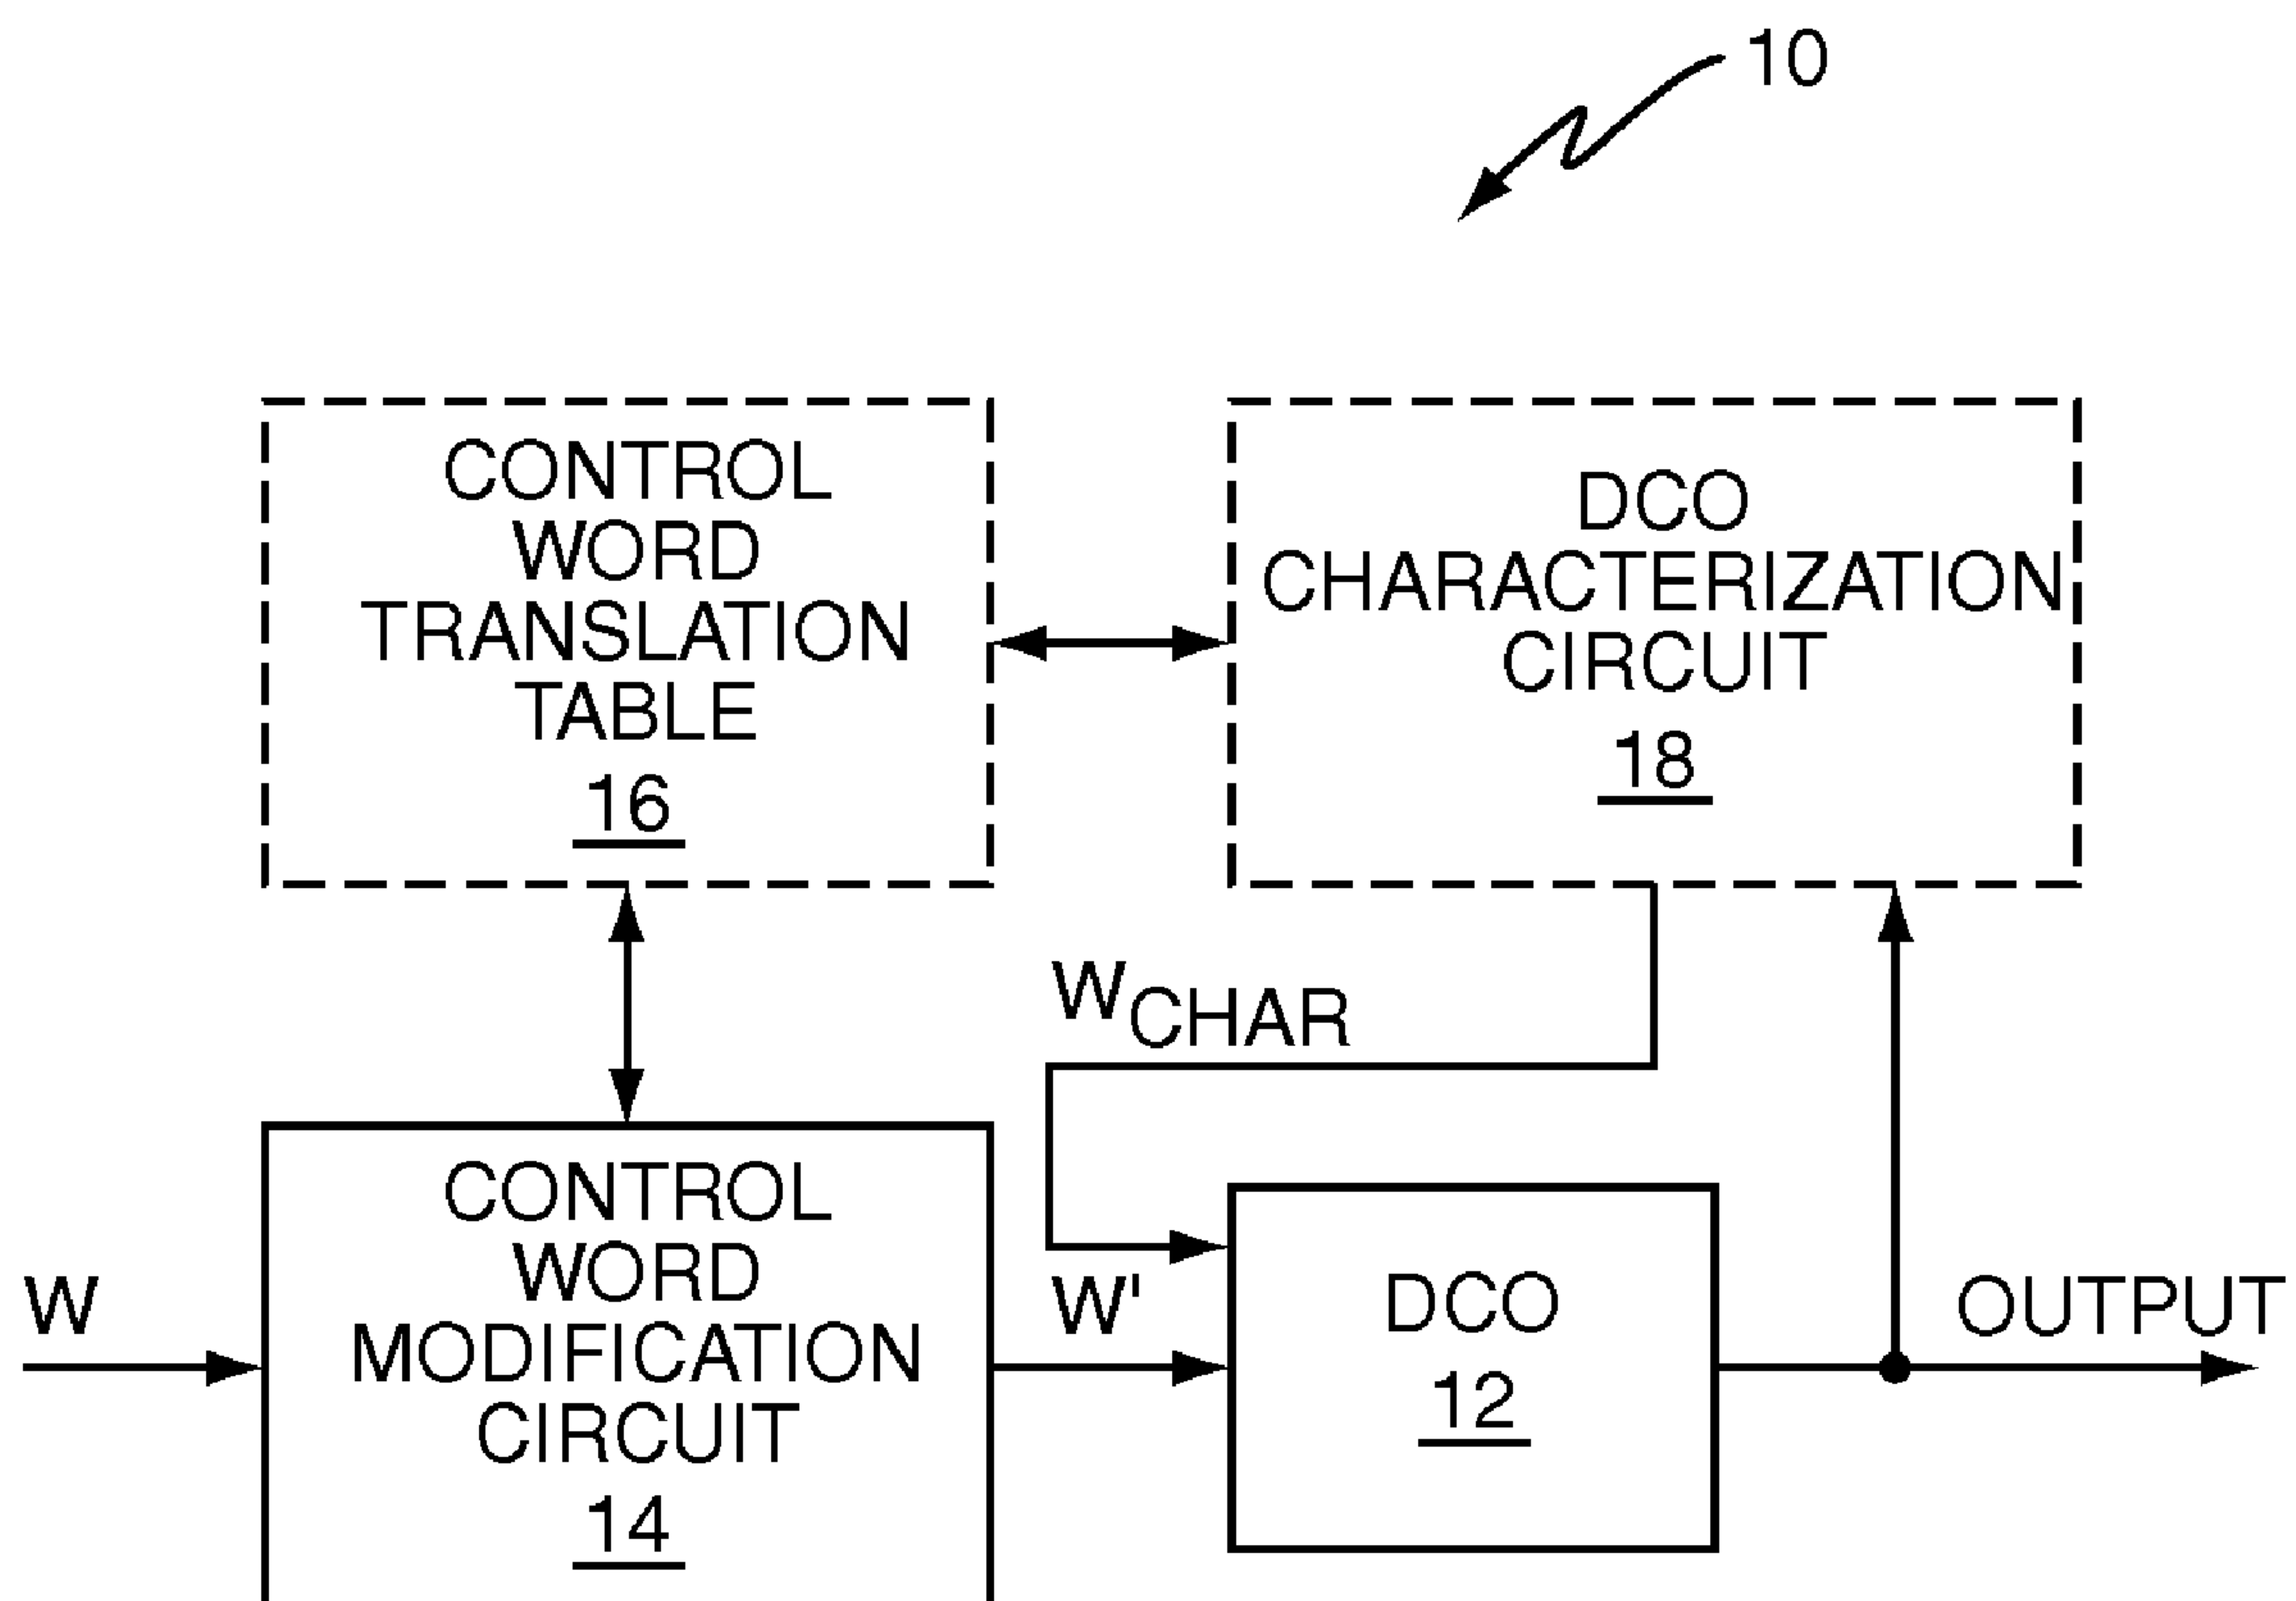 10
CONTROL
WORD
TRANSLATION
TABLE
16
DCO
CHARACTERIZATION
CIRCUIT
18
WCHAR
W
CONTROL
WORD
MODIFICATION
CIRCUIT
14
W'
DCO
12
OUTPUT